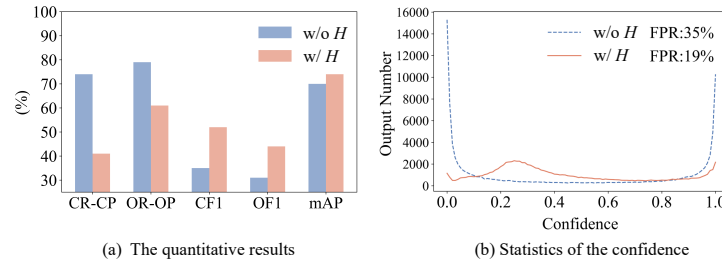 (a)
100
90
80
70
60
50
40
30
(%)
w/o H
w/ H
CR-CP OR-OP CF1 OF1 mAP
(a) The quantitative results
(b)
16000
14000
12000
10000
8000
6000
4000
2000
0
Output Number
w/o H FPR:35%
w/ H FPR:19%
0.0 0.2 0.4 0.6 0.8 1.0
Confidence
(b) Statistics of the confidence